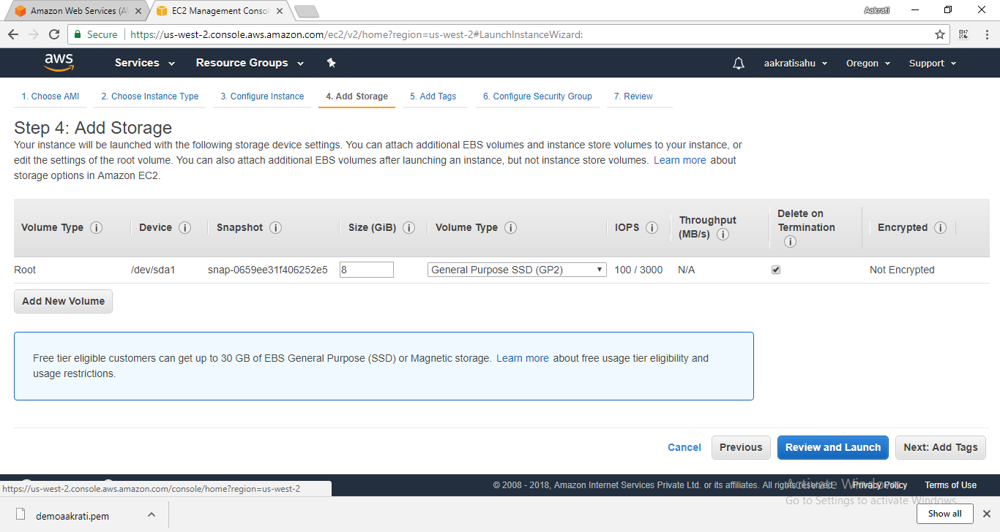 Amazon Web Services (A
EC2 Management Conso
Aakrati
Secure
https://us-west-2.console.aws.amazon.com/ec2/v2/home?region=us-west-2#LaunchInstanceWizard:
aws
Services
Resource Groups
aakratisahu
Oregon
Support
1. Choose AMI
2. Choose Instance Type
3. Configure Instance
4. Add Storage
5. Add Tags
6. Configure Security Group
7. Review
Step 4: Add Storage
Your instance will be launched with the following storage device settings. You can attach additional EBS volumes and instance store volumes to your instance, or
edit the settings of the root volume. You can also attach additional EBS volumes after launching an instance, but not instance store volumes. Learn more about
storage options in Amazon EC2.
Volume Type i
Device i
Snapshot i
Size (GiB) i
Volume Type i
IOPS i
Throughput
(MB/s) i
Delete on
Termination
i
Encrypted i
Root
/dev/sda1
snap-0659ee31f406252e5
8
General Purpose SSD (GP2)
100 / 3000
N/A
Not Encrypted
Add New Volume
Free tier eligible customers can get up to 30 GB of EBS General Purpose (SSD) or Magnetic storage. Learn more about free usage tier eligibility and
usage restrictions.
Cancel
Previous
Review and Launch
Next: Add Tags
© 2008 - 2018, Amazon Internet Services Private Ltd. or its affiliates. All rights reserved.
Privacy Policy
Terms of Use
Activate Windows
Go to Settings to activate Windows.
https://us-west-2.console.aws.amazon.com/console/home?region=us-west-2
demoaakrati.pem
Show all